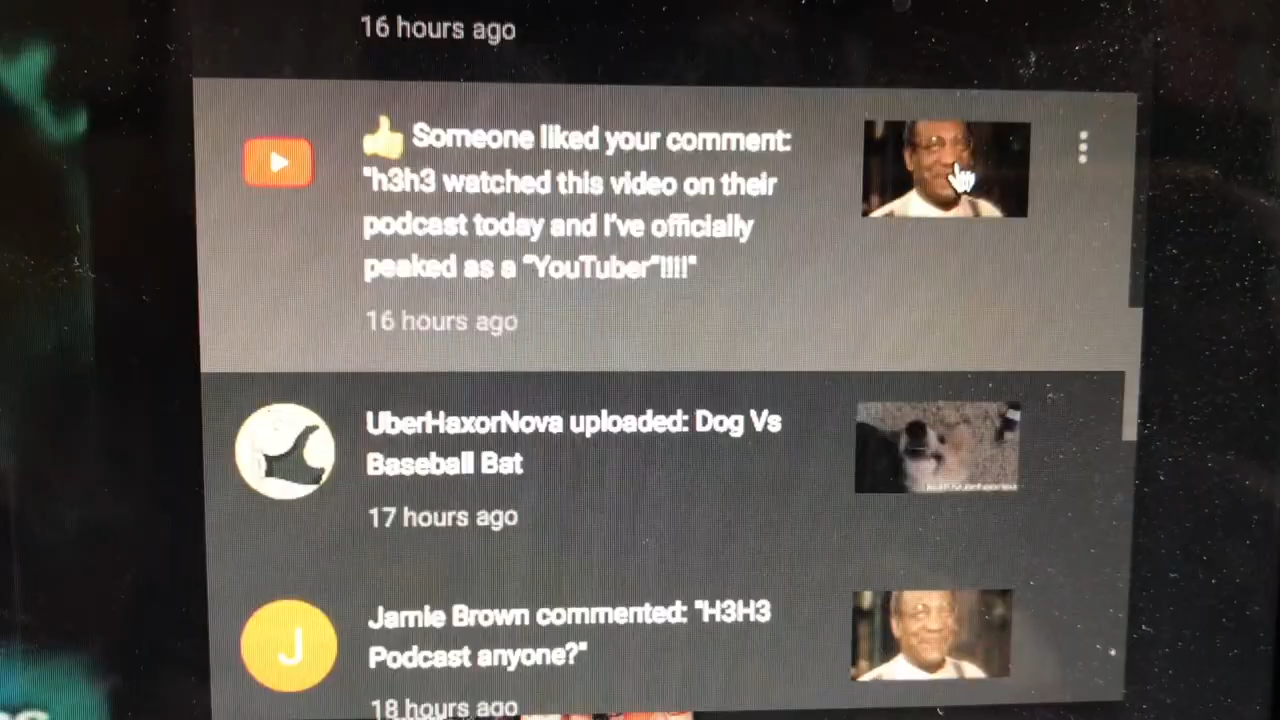 16 hours ago
👍 Someone liked your comment:
"h3h3 watched this video on their
podcast today and I've officially
peaked as a "YouTuber"!!!!"
16 hours ago
UberHaxorNova uploaded: Dog Vs
Baseball Bat
17 hours ago
J
Jamie Brown commented: "H3H3
Podcast anyone?"
18 hours ago